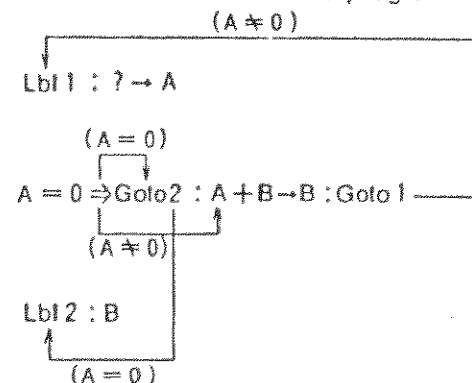 (A ≠ 0)
Lbl 1 : ? → A
(A = 0)
A = 0 ⇒ Goto 2 : A + B → B : Goto 1
(A ≠ 0)
Lbl 2 : B
(A = 0)